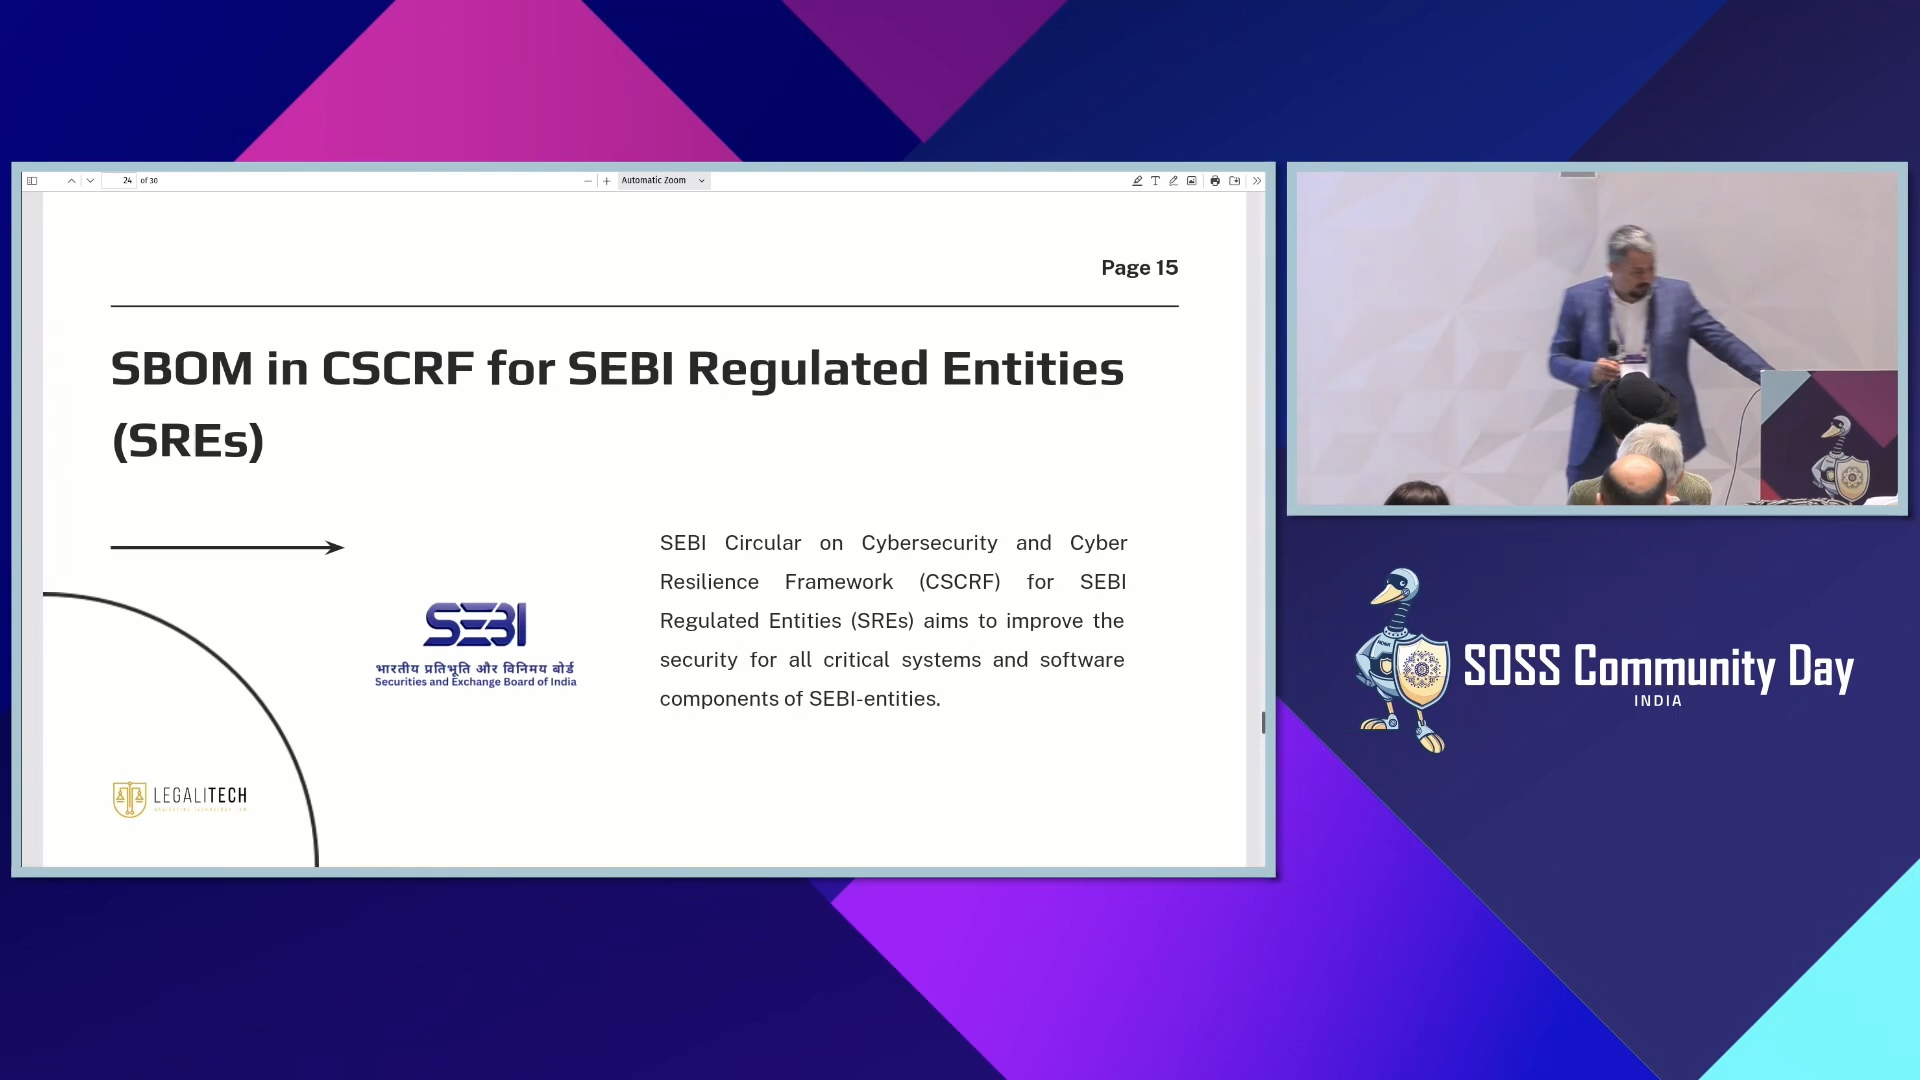 24 of 30
Automatic Zoom
Page 15
SBOM in CSCRF for SEBI Regulated Entities
(SREs)
SEBI Circular on Cybersecurity and Cyber
Resilience Framework (CSCRF) for SEBI
Regulated Entities (SREs) aims to improve the
security for all critical systems and software
components of SEBI-entities.
SEBI
भारतीय प्रतिभूति और विनिमय बोर्ड
Securities and Exchange Board of India
LEGALITECH
SOSS Community Day
INDIA